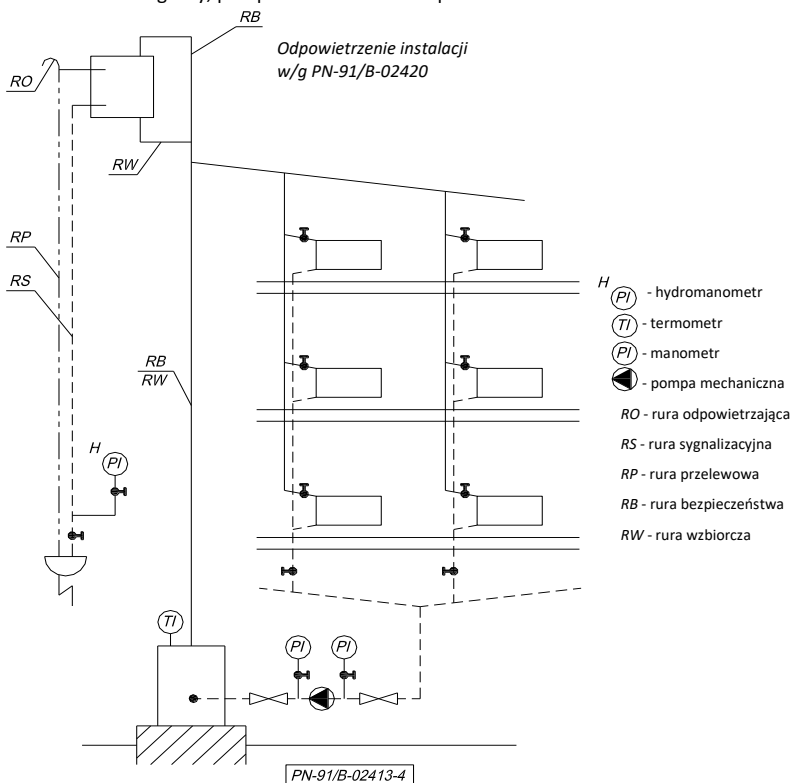 RB
Odpowietrzenie instalacji
w/g PN-91/B-02420
RO
RW
RP
RS
RB
RW
H
PI
TI
PI
PI
PN-91/B-02413-4
H
PI - hydromanometr
TI - termometr
PI - manometr
- pompa mechaniczna
RO - rura odpowietrzająca
RS - rura sygnalizacyjna
RP - rura przelewowa
RB - rura bezpieczeństwa
RW - rura wzbiorcza